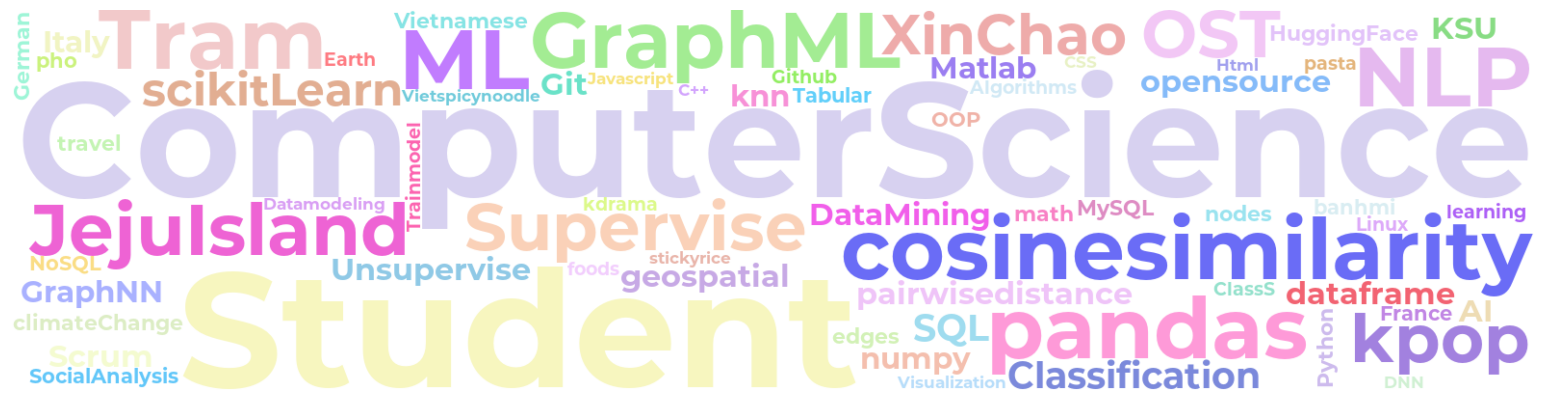 German
Italy
pho
Tram
Earth
Vietnamese
ML
GraphML
XinChao
OST
HuggingFace
KSU
scikitLearn
Vietspicynoodle
Git
Javascript
C++
Github
knn
Tabular
Matlab
CSS
Algorithms
Html
opensource
pasta
NLP
OOP
travel
ComputerScience
Trainmodel
Datamodeling
JejuIsland
Supervise
kdrama
DataMining
math
MySQL
nodes
banhmi
Linux
learning
cosinesimilarity
NoSQL
Unsupervise
foods
stickyrice
geospatial
GraphNN
climateChange
Scrum
SocialAnalysis
Student
pairwisedistance
ClassS
dataframe
edges
SQL
numpy
pandas
Python
France
AI
kpop
Visualization
Classification
DNN